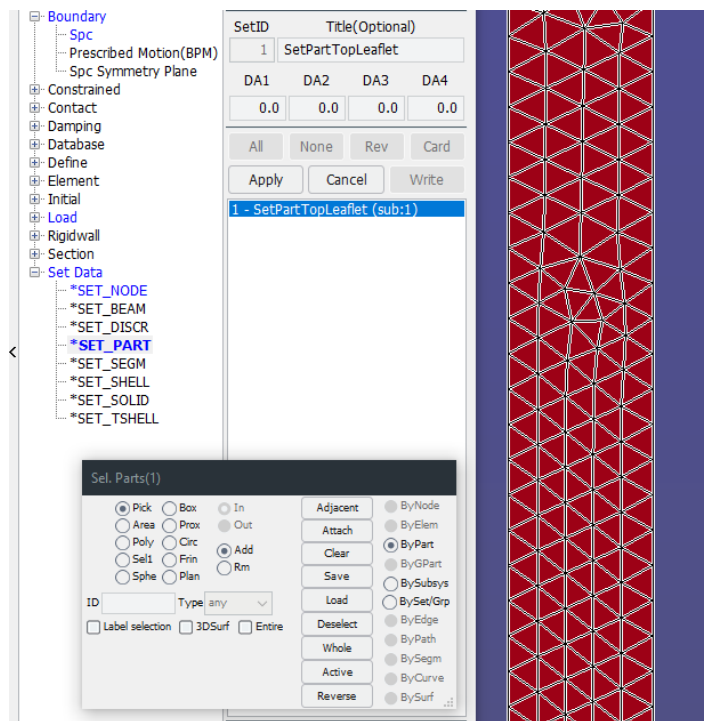 Boundary
Spc
Prescribed Motion(BPM)
Spc Symmetry Plane
Constrained
Contact
Damping
Database
Define
Element
Initial
Load
Rigidwall
Section
Set Data
*SET_NODE
*SET_BEAM
*SET_DISCR
*SET_PART
*SET_SEGM
*SET_SHELL
*SET_SOLID
*SET_TSHELL
<
SetID Title(Optional)
1 SetPartTopLeaflet
DA1 DA2 DA3 DA4
0.0 0.0 0.0 0.0
All None Rev Card
Apply Cancel Write
1 - SetPartTopLeaflet (sub:1)
Sel. Parts(1)
Pick Box In Adjacent ByNode
Area Prox Out Attach ByElem
Poly Circ Add Clear ByPart
Sel1 Frin Rm Save ByGPart
Sphe Plan Load BySubsys
ID Type any Deselect BySet/Grp
Label selection 3DSurf Entire Whole ByEdge
Active ByPath
Reverse BySegm
ByCurve
BySurf